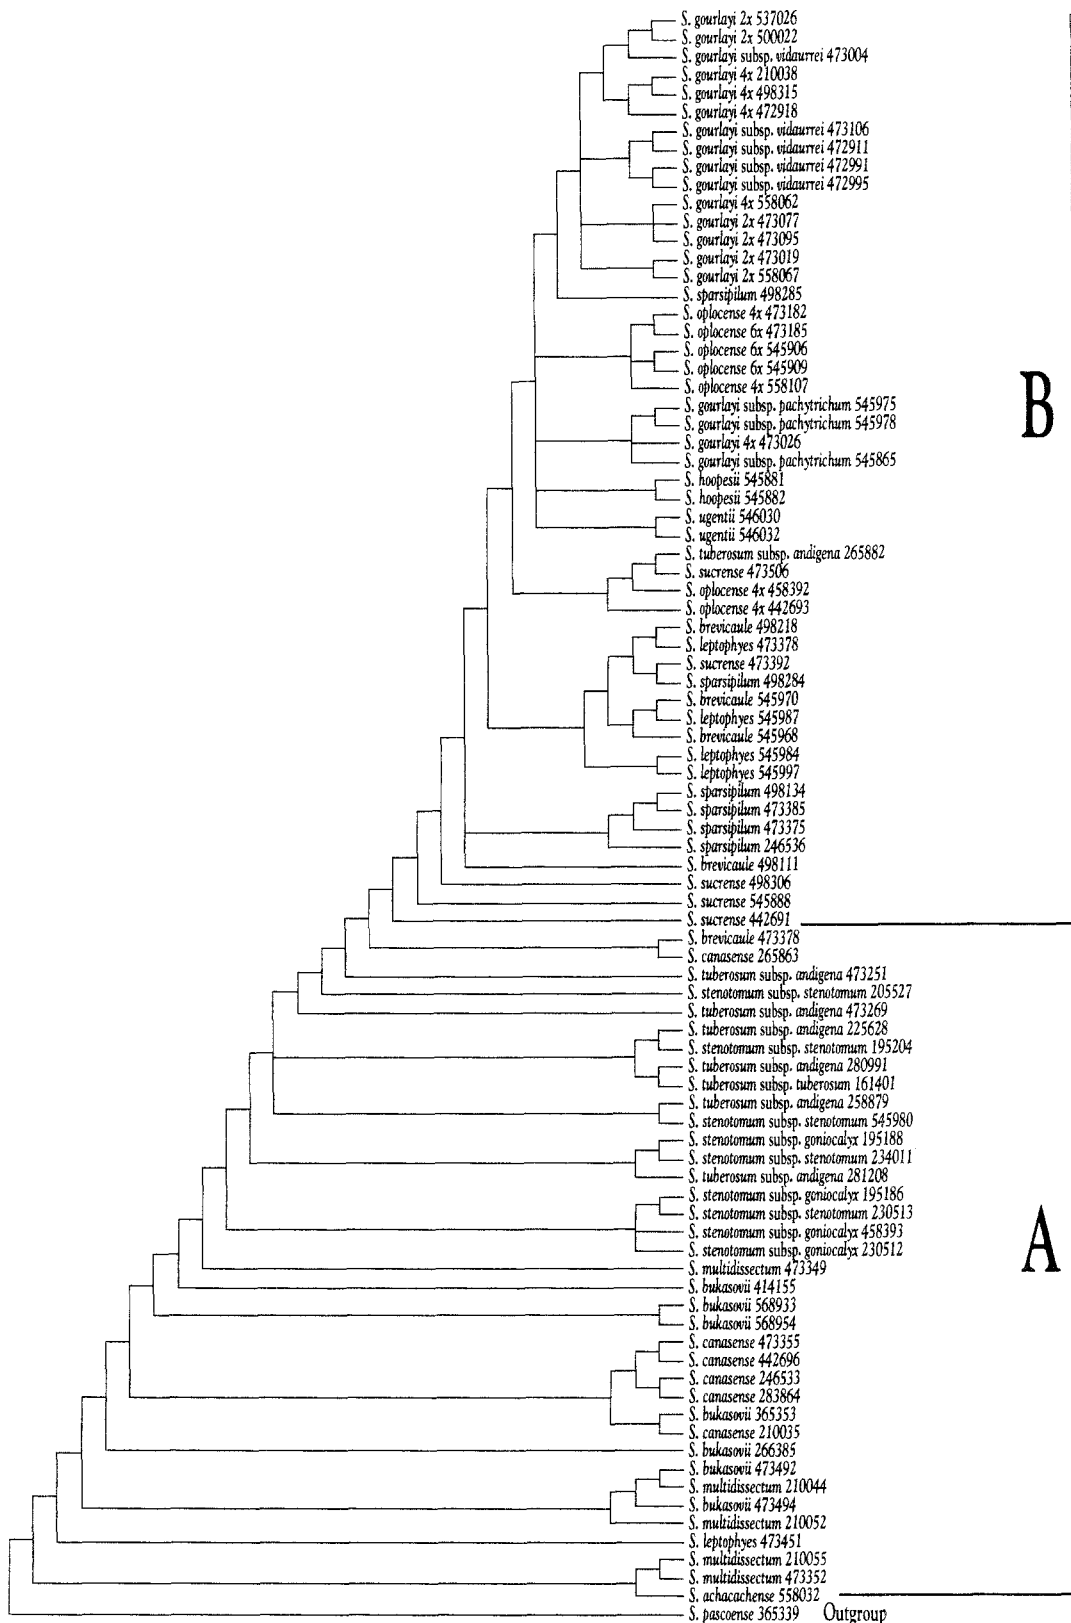 S. gourlayi 2x 537026
S. gourlayi 2x 500022
S. gourlayi subsp. vidaurrei 473004
S. gourlayi 4x 210038
S. gourlayi 4x 498315
S. gourlayi 4x 472918
S. gourlayi subsp. vidaurrei 473106
S. gourlayi subsp. vidaurrei 472911
S. gourlayi subsp. vidaurrei 472991
S. gourlayi subsp. vidaurrei 472995
S. gourlayi 4x 558062
S. gourlayi 2x 473077
S. gourlayi 2x 473095
S. gourlayi 2x 473019
S. gourlayi 2x 558067
S. sparsipilum 498285
S. oplocense 4x 473182
S. oplocense 6x 473185
S. oplocense 6x 545906
S. oplocense 6x 545909
S. oplocense 4x 558107
S. gourlayi subsp. pachytrichum 545975
S. gourlayi subsp. pachytrichum 545978
S. gourlayi 4x 473026
S. gourlayi subsp. pachytrichum 545865
S. hoopesii 545881
S. hoopesii 545882
S. ugentii 546030
S. ugentii 546032
S. tuberosum subsp. andigena 265882
S. sucrense 473506
S. oplocense 4x 458392
S. oplocense 4x 442693
S. brevicaule 498218
S. leptophyes 473378
S. sucrense 473392
S. sparsipilum 498284
S. brevicaule 545970
S. leptophyes 545987
S. brevicaule 545968
S. leptophyes 545984
S. leptophyes 545997
S. sparsipilum 498134
S. sparsipilum 473385
S. sparsipilum 473375
S. sparsipilum 246536
S. brevicaule 498111
S. sucrense 498306
S. sucrense 545888
S. sucrense 442691
B
S. brevicaule 473378
S. canasense 265863
S. tuberosum subsp. andigena 473251
S. stenotomum subsp. stenotomum 205527
S. tuberosum subsp. andigena 473269
S. tuberosum subsp. andigena 225628
S. stenotomum subsp. stenotomum 195204
S. tuberosum subsp. andigena 280991
S. tuberosum subsp. tuberosum 161401
S. tuberosum subsp. andigena 258879
S. stenotomum subsp. stenotomum 545980
S. stenotomum subsp. goniocalyx 195188
S. stenotomum subsp. stenotomum 234011
S. tuberosum subsp. andigena 281208
S. stenotomum subsp. goniocalyx 195186
S. stenotomum subsp. stenotomum 230513
S. stenotomum subsp. goniocalyx 458393
S. stenotomum subsp. goniocalyx 230512
S. multidissectum 473349
S. bukasovii 414155
S. bukasovii 568933
S. bukasovii 568954
S. canasense 473355
S. canasense 442696
S. canasense 246533
S. canasense 283864
S. bukasovii 365353
S. canasense 210035
S. bukasovii 266385
S. bukasovii 473492
S. multidissectum 210044
S. bukasovii 473494
S. multidissectum 210052
S. leptophyes 473451
S. multidissectum 210055
S. multidissectum 473352
S. achacachense 558032
A
S. pascoense 365339 Outgroup